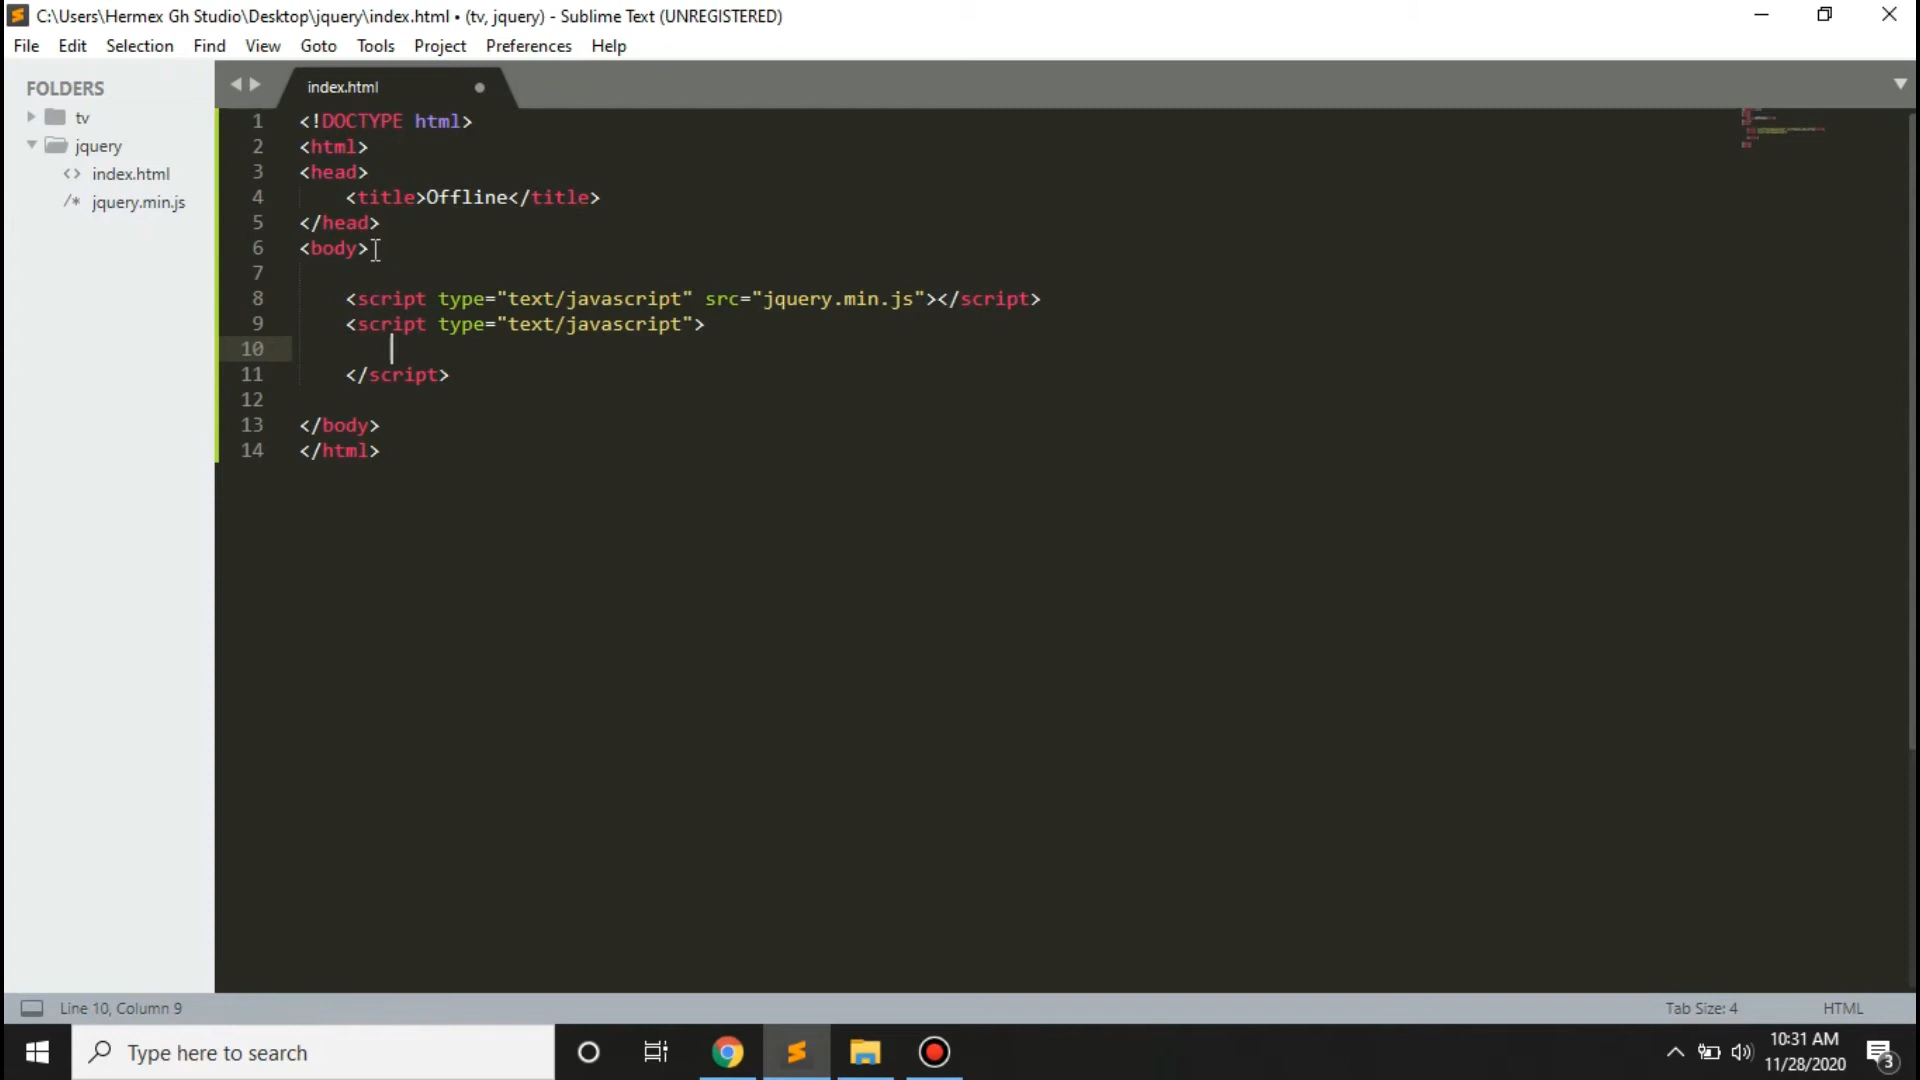 C:\Users\Hermex Gh Studio\Desktop\jquery\index.html • (tv, jquery) - Sublime Text (UNREGISTERED)
File Edit Selection Find View Goto Tools Project Preferences Help
FOLDERS
tv
jquery
<> index.html
/* jquery.min.js
index.html
1 <!DOCTYPE html>
2 <html>
3 <head>
4 <title>Offline</title>
5 </head>
6 <body>
7
8 <script type="text/javascript" src="jquery.min.js"></script>
9 <script type="text/javascript">
10
11 </script>
12
13 </body>
14 </html>
Line 10, Column 9
Tab Size: 4
HTML
Type here to search
10:31 AM
11/28/2020
3